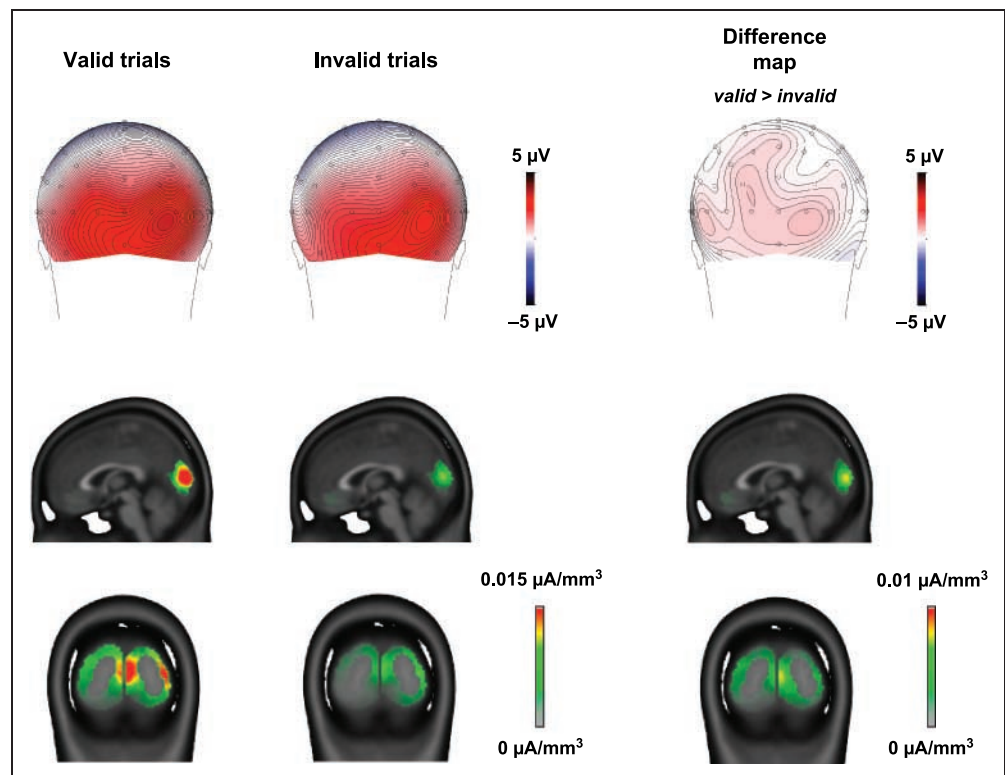 Valid trials
Invalid trials
Difference
map
valid > invalid
5 µV
–5 µV
5 µV
–5 µV
0.015 µA/mm³
0 µA/mm³
0.01 µA/mm³
0 µA/mm³